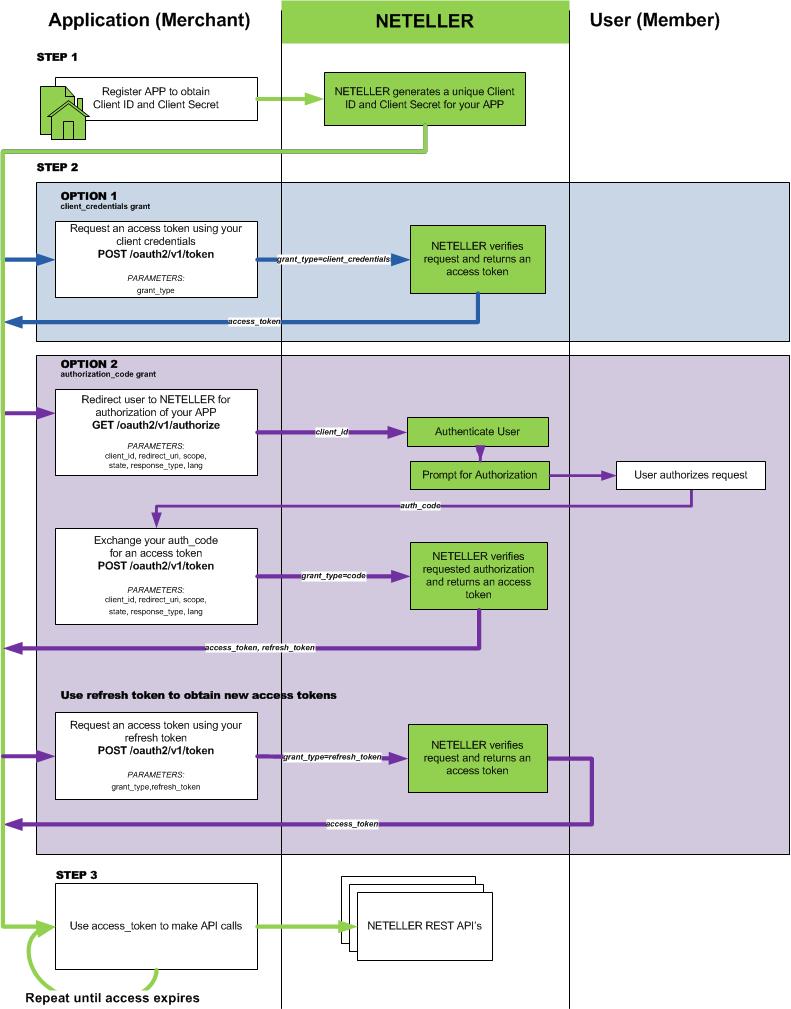 Application (Merchant)
NETELLER
User (Member)
STEP 1
Register APP to obtain
Client ID and Client Secret
NETELLER generates a unique Client
ID and Client Secret for your APP
STEP 2
OPTION 1
client_credentials grant
Request an access token using your
client credentials
POST /oauth2/v1/token
PARAMETERS:
grant_type
grant_type=client_credentials
NETELLER verifies
request and returns an
access token
access_token
OPTION 2
authorization_code grant
Redirect user to NETELLER for
authorization of your APP
GET /oauth2/v1/authorize
PARAMETERS:
client_id, redirect_uri, scope,
state, response_type, lang
client_id
Authenticate User
Prompt for Authorization
User authorizes request
auth_code
Exchange your auth_code
for an access token
POST /oauth2/v1/token
PARAMETERS:
client_id, redirect_uri, scope,
state, response_type, lang
grant_type=code
NETELLER verifies
requested authorization
and returns an access
token
access_token, refresh_token
Use refresh token to obtain new access tokens
Request an access token using your
refresh token
POST /oauth2/v1/token
PARAMETERS:
grant_type,refresh_token
grant_type=refresh_token
NETELLER verifies
request and returns an
access token
access_token
STEP 3
Use access_token to make API calls
NETELLER REST API's
Repeat until access expires